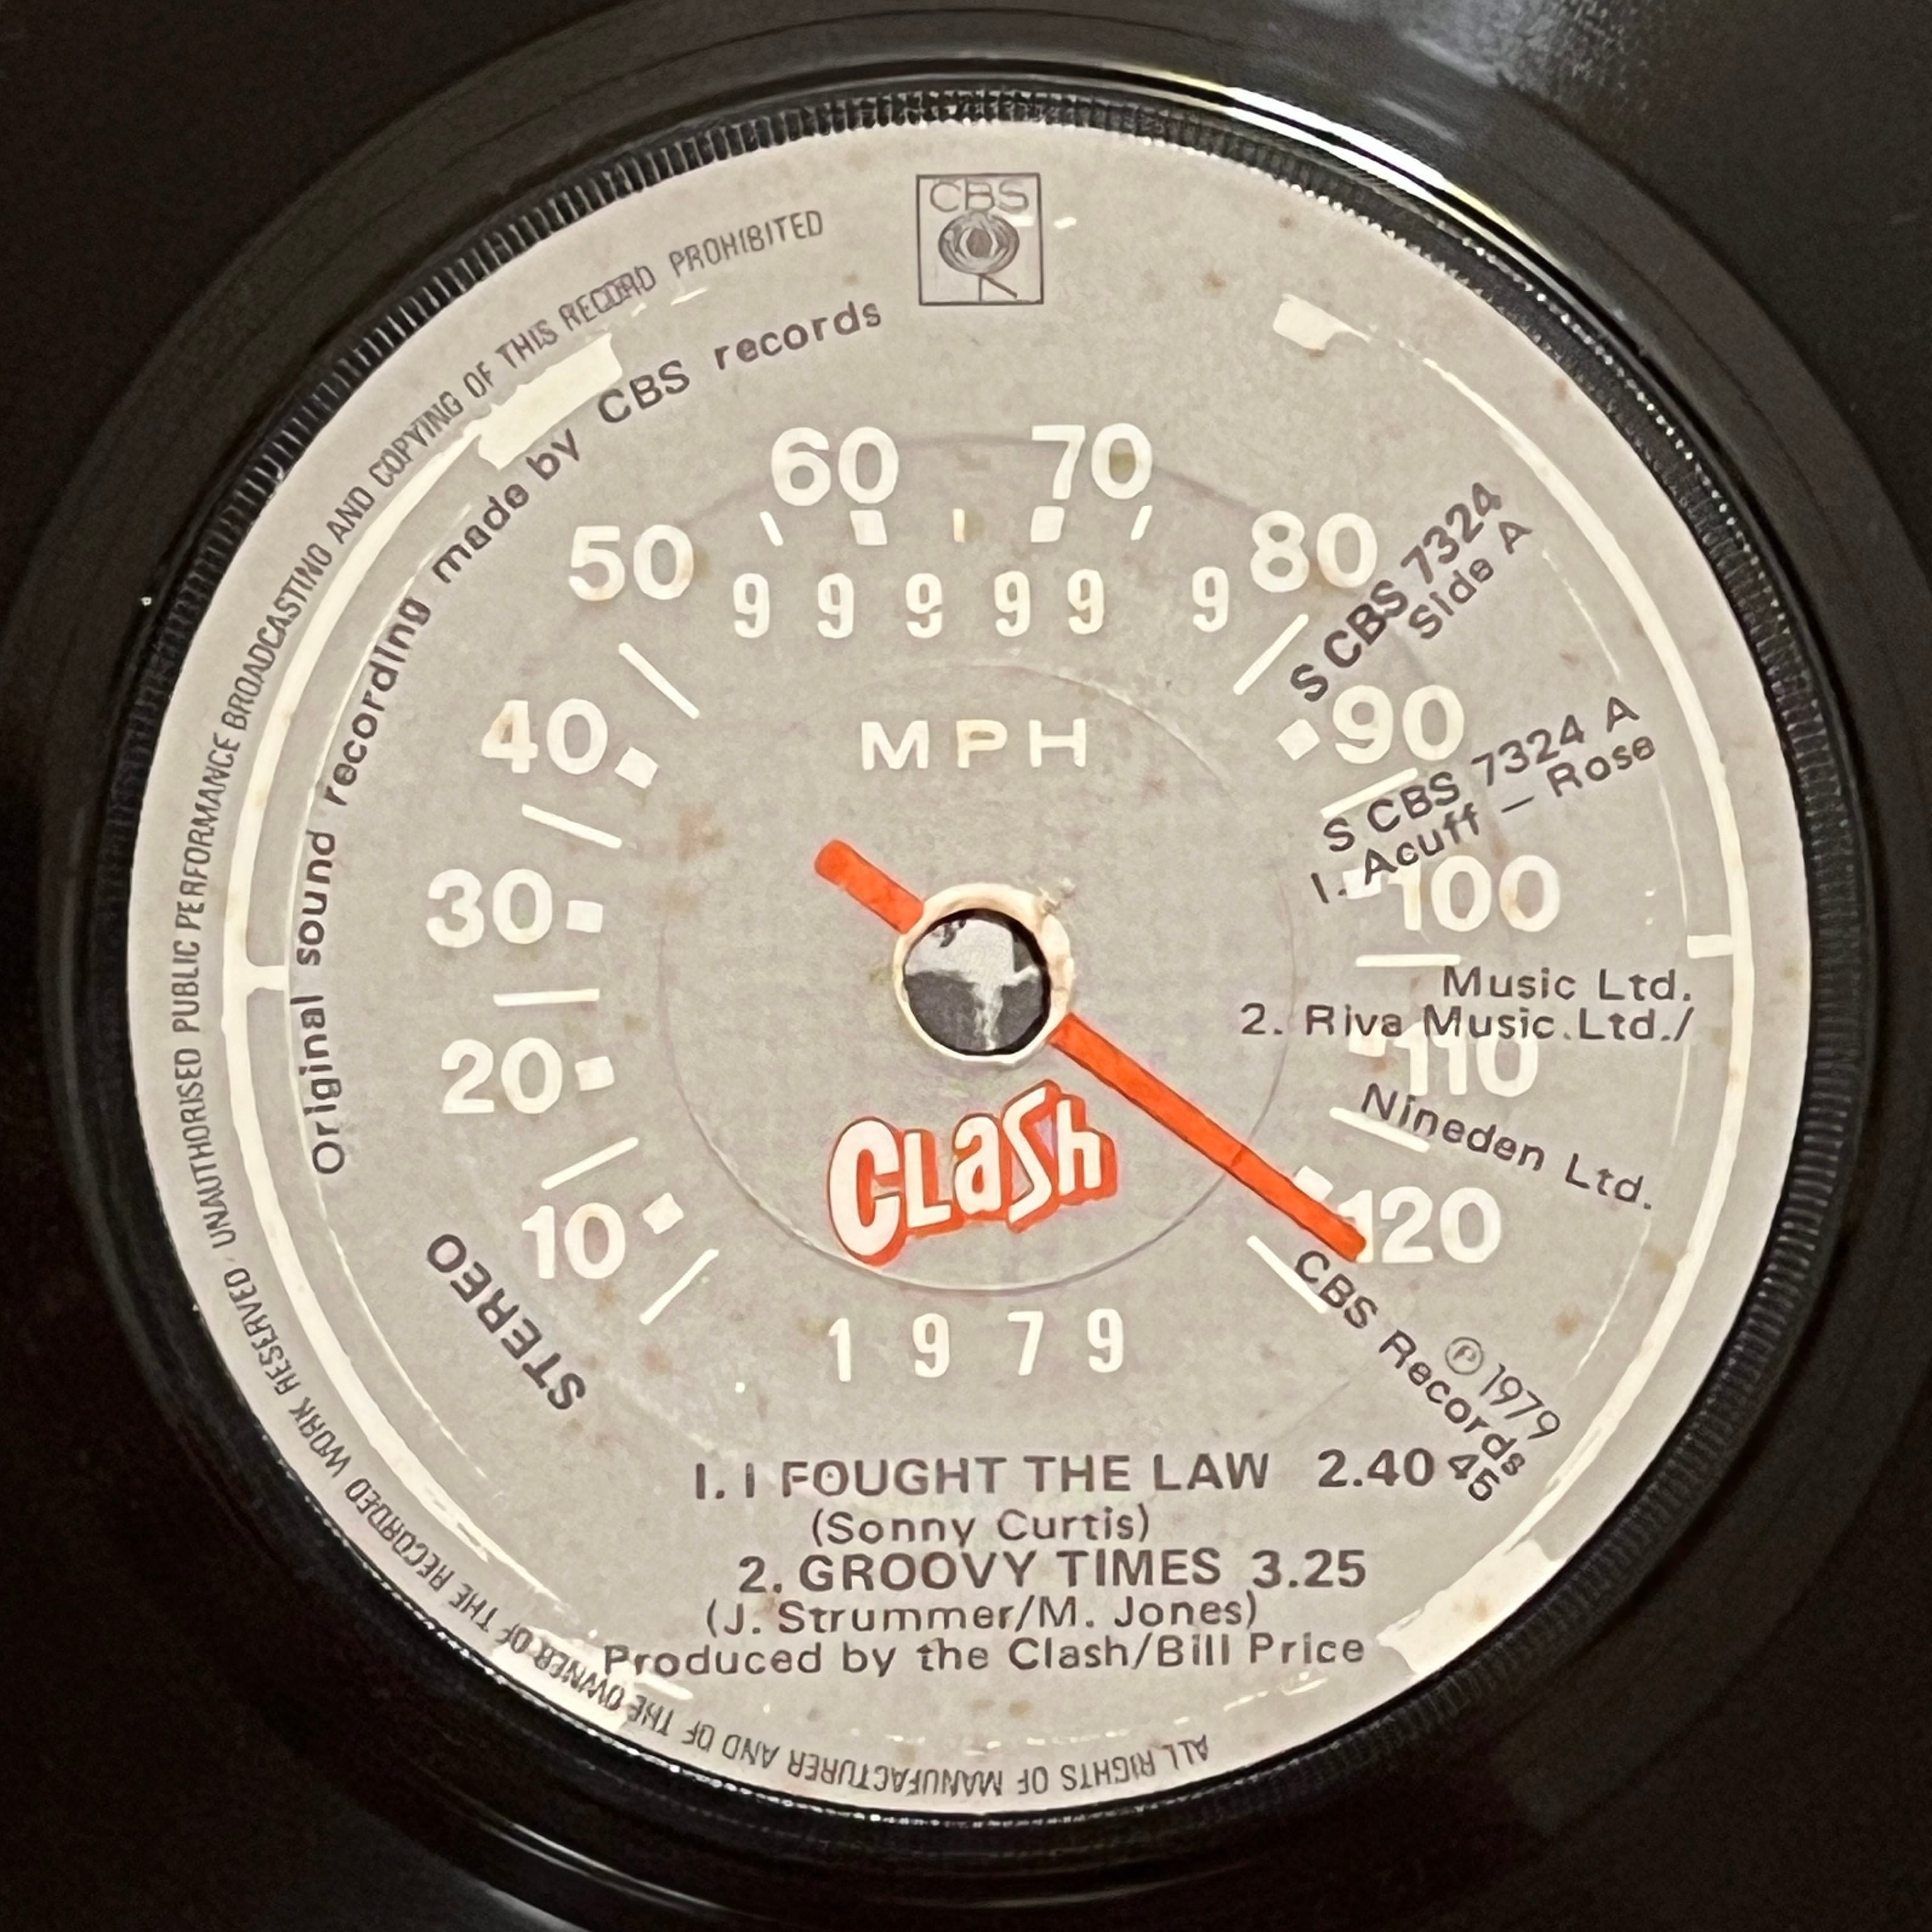 CBS
ALL RIGHTS OF MANUFACTURER AND OF THE OWNER OF THE RECORDED WORK RESERVED · UNAUTHORISED PUBLIC PERFORMANCE BROADCASTING AND COPYING OF THIS RECORD PROHIBITED
Original sound recording made by CBS records
10
20
30
40
50
60
70
80
90
100
110
120
9 9 9 9 9 9
MPH
S CBS 7324
Side A
S CBS 7324 A
1. Acuff – Rose
Music Ltd.
2. Riva Music Ltd./
Nineden Ltd.
Clash
1979
STEREO
℗ 1979
CBS Records
45
1. I FOUGHT THE LAW 2.40
(Sonny Curtis)
2. GROOVY TIMES 3.25
(J. Strummer/M. Jones)
Produced by the Clash/Bill Price